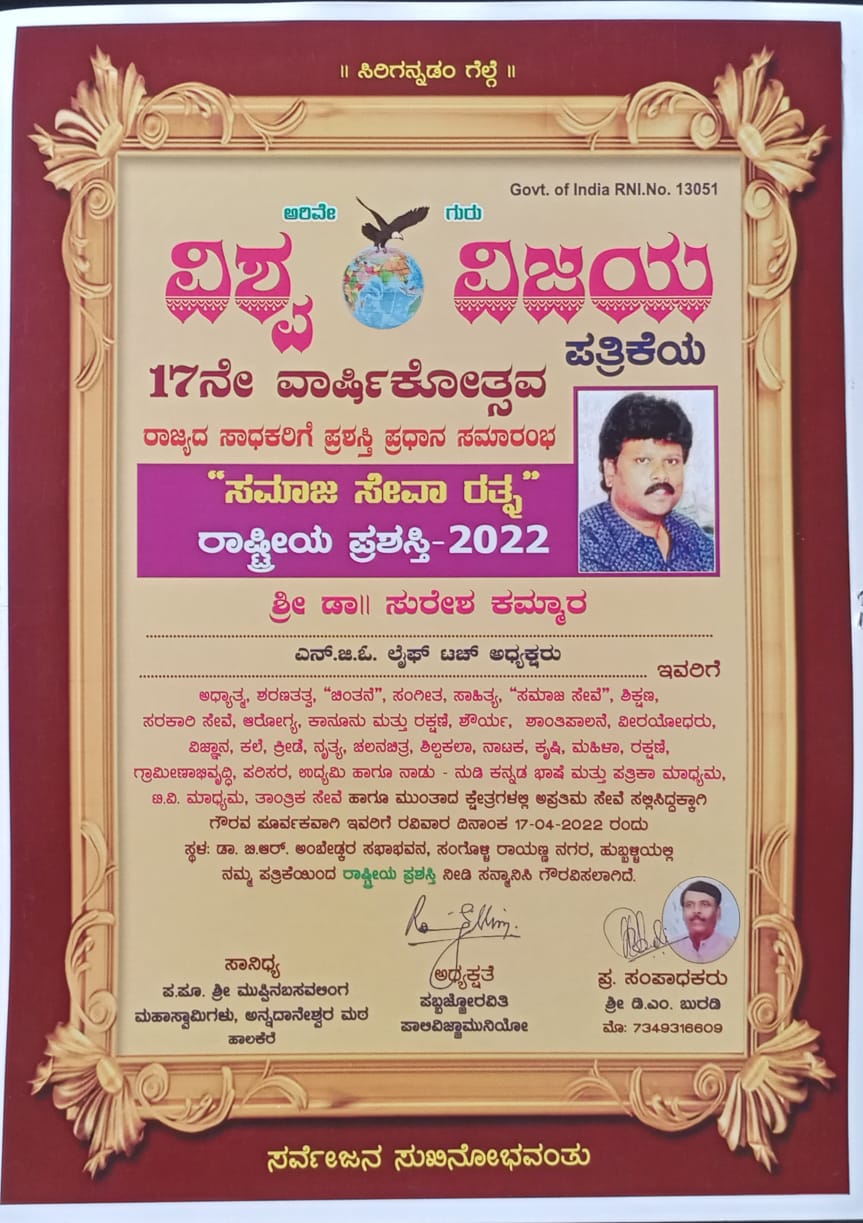 ॥ ಸಿರಿಗನ್ನಡಂ ಗೆಲ್ಗೆ ॥
Govt. of India RNI.No. 13051
ಅರಿವೇ ಗುರು
ವಿಶ್ವ ವಿಜಯ
ಪತ್ರಿಕೆಯ
17ನೇ ವಾರ್ಷಿಕೋತ್ಸವ
ರಾಜ್ಯದ ಸಾಧಕರಿಗೆ ಪ್ರಶಸ್ತಿ ಪ್ರಧಾನ ಸಮಾರಂಭ
“ಸಮಾಜ ಸೇವಾ ರತ್ನ”
ರಾಷ್ಟ್ರೀಯ ಪ್ರಶಸ್ತಿ-2022
ಶ್ರೀ ಡಾ॥ ಸುರೇಶ ಕಮ್ಮಾರ
ಎನ್.ಜಿ.ಓ. ಲೈಫ್ ಟಚ್ ಅಧ್ಯಕ್ಷರು
ಇವರಿಗೆ
ಅಧ್ಯಾತ್ಮ, ಶರಣತತ್ವ, “ಚಿಂತನೆ”, ಸಂಗೀತ, ಸಾಹಿತ್ಯ, “ಸಮಾಜ ಸೇವೆ”, ಶಿಕ್ಷಣ,
ಸರಕಾರಿ ಸೇವೆ, ಆರೋಗ್ಯ, ಕಾನೂನು ಮತ್ತು ರಕ್ಷಣೆ, ಶೌರ್ಯ, ಶಾಂತಿಪಾಲನೆ, ವೀರಯೋಧರು,
ವಿಜ್ಞಾನ, ಕಲೆ, ಕ್ರೀಡೆ, ನೃತ್ಯ, ಚಲನಚಿತ್ರ, ಶಿಲ್ಪಕಲಾ, ನಾಟಕ, ಕೃಷಿ, ಮಹಿಳಾ, ರಕ್ಷಣೆ,
ಗ್ರಾಮೀಣಾಭಿವೃದ್ಧಿ, ಪರಿಸರ, ಉದ್ಯಮಿ ಹಾಗೂ ನಾಡು - ನುಡಿ ಕನ್ನಡ ಭಾಷೆ ಮತ್ತು ಪತ್ರಿಕಾ ಮಾಧ್ಯಮ,
ಟಿ.ವಿ. ಮಾಧ್ಯಮ, ತಾಂತ್ರಿಕ ಸೇವೆ ಹಾಗೂ ಮುಂತಾದ ಕ್ಷೇತ್ರಗಳಲ್ಲಿ ಅಪ್ರತಿಮ ಸೇವೆ ಸಲ್ಲಿಸಿದ್ದಕ್ಕಾಗಿ
ಗೌರವ ಪೂರ್ವಕವಾಗಿ ಇವರಿಗೆ ರವಿವಾರ ದಿನಾಂಕ 17-04-2022 ರಂದು
ಸ್ಥಳ: ಡಾ. ಬಿ.ಆರ್. ಅಂಬೇಡ್ಕರ ಸಭಾಭವನ, ಸಂಗೊಳ್ಳಿ ರಾಯಣ್ಣ ನಗರ, ಹುಬ್ಬಳ್ಳಿಯಲ್ಲಿ
ನಮ್ಮ ಪತ್ರಿಕೆಯಿಂದ ರಾಷ್ಟ್ರೀಯ ಪ್ರಶಸ್ತಿ ನೀಡಿ ಸನ್ಮಾನಿಸಿ ಗೌರವಿಸಲಾಗಿದೆ.
ಸಾನಿಧ್ಯ
ಪ.ಪೂ. ಶ್ರೀ ಮುಪ್ಪಿನಬಸವಲಿಂಗ
ಮಹಾಸ್ವಾಮಿಗಳು, ಅನ್ನದಾನೇಶ್ವರ ಮಠ
ಹಾಲಕೆರೆ
ಅಧ್ಯಕ್ಷತೆ
ಪಬ್ಬಜ್ಜೋರವಿತಿ
ಪಾಲಿವಿಜ್ಜಾಮುನಿಯೋ
ಪ್ರ. ಸಂಪಾಧಕರು
ಶ್ರೀ ಡಿ.ಎಂ. ಬುರಡಿ
ಮೊ: 7349316609
ಸರ್ವೇಜನ ಸುಖಿನೋಭವಂತು